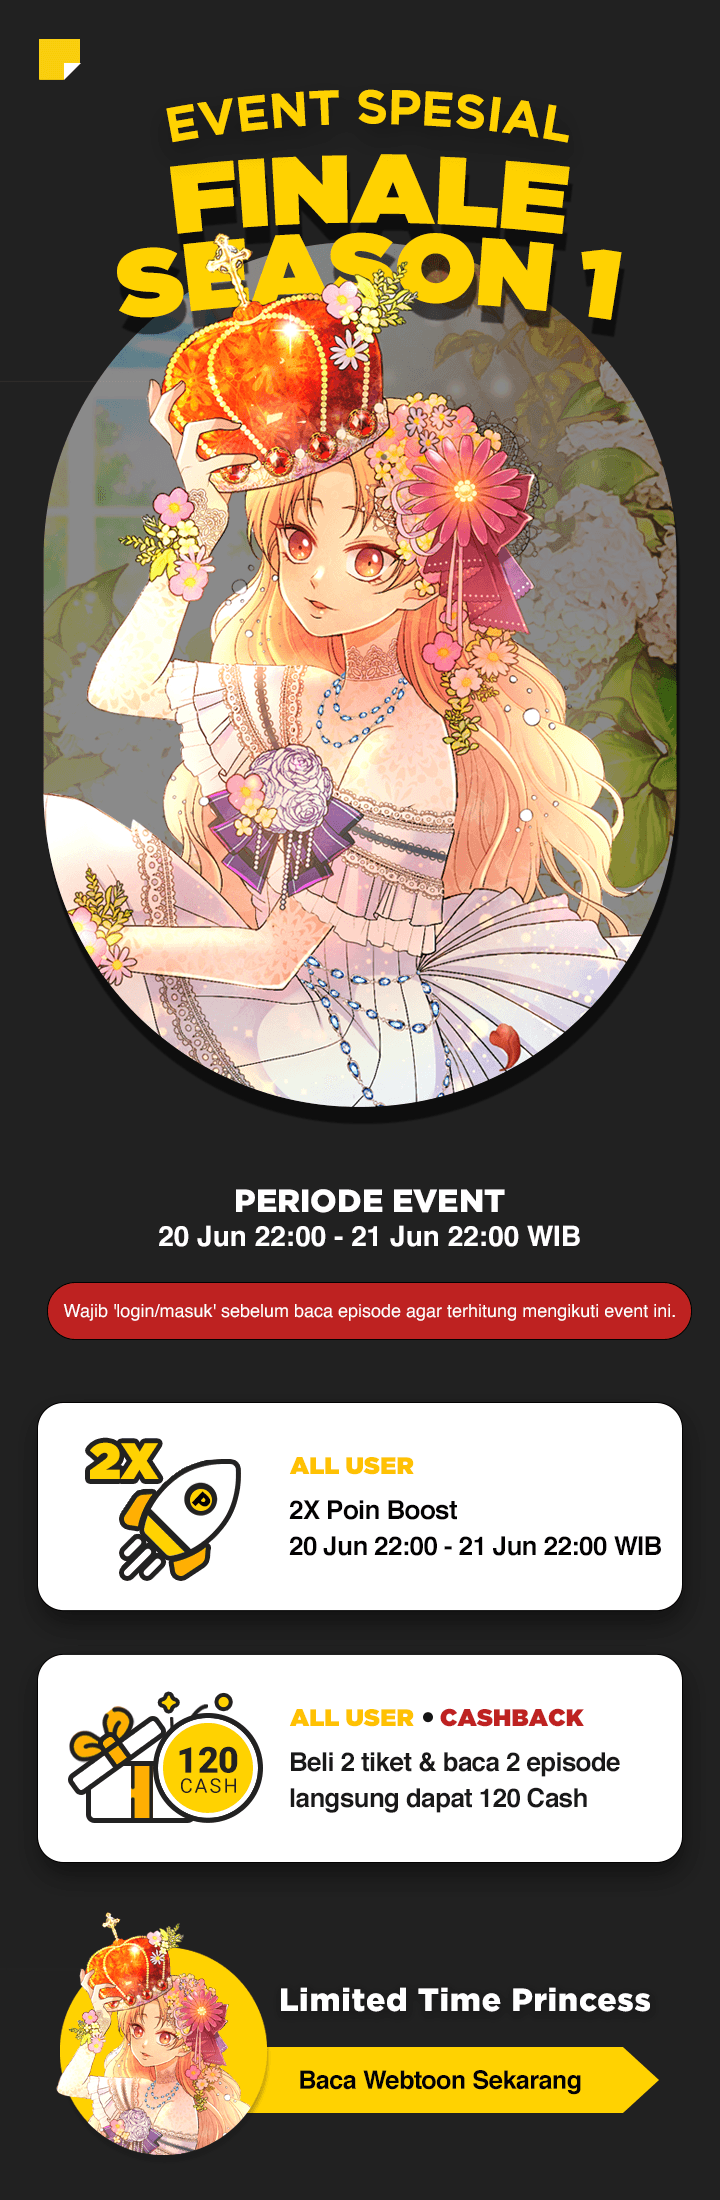 EVENT SPESIAL
FINALE
SEASON 1
PERIODE EVENT
20 Jun 22:00 - 21 Jun 22:00 WIB
Wajib 'login/masuk' sebelum baca episode agar terhitung mengikuti event ini.
2X
P
ALL USER
2X Poin Boost
20 Jun 22:00 - 21 Jun 22:00 WIB
120
CASH
ALL USER • CASHBACK
Beli 2 tiket & baca 2 episode
langsung dapat 120 Cash
Limited Time Princess
Baca Webtoon Sekarang